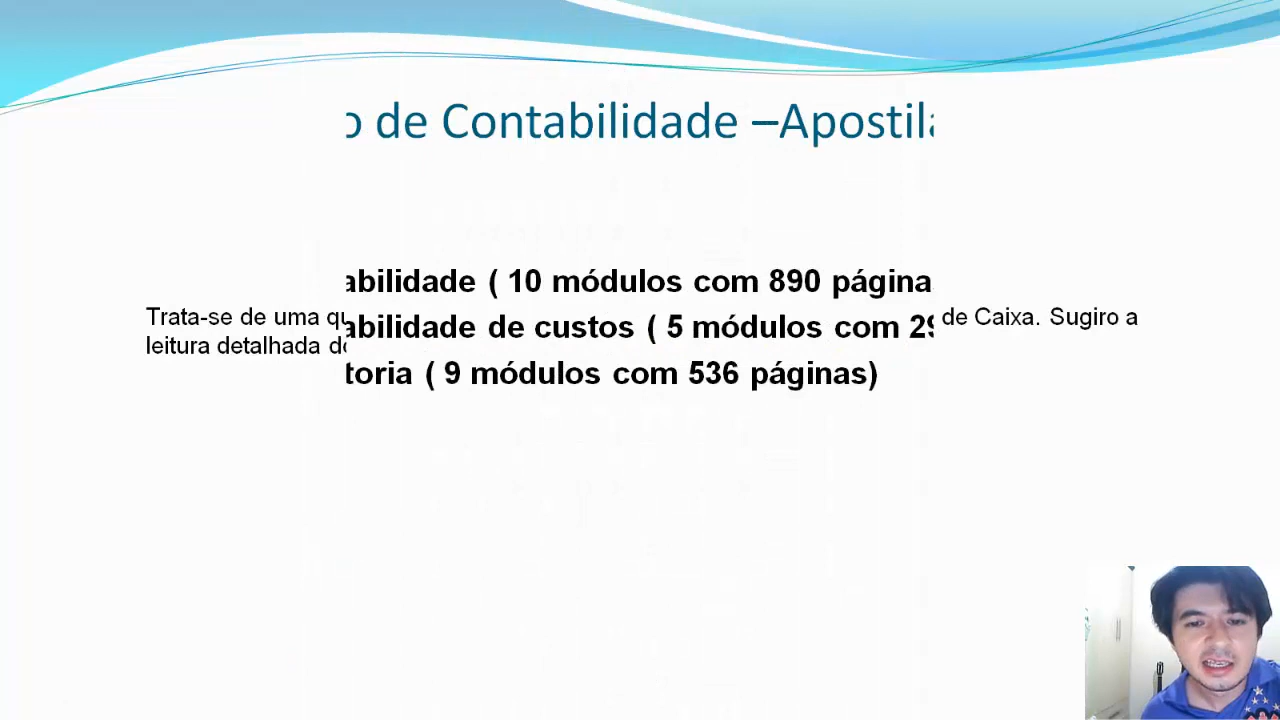 de Contabilidade –Apostila
abilidade ( 10 módulos com 890 página
Trata-se de uma qu
abilidade de custos ( 5 módulos com 29
de Caixa. Sugiro a
leitura detalhada
toria ( 9 módulos com 536 páginas)